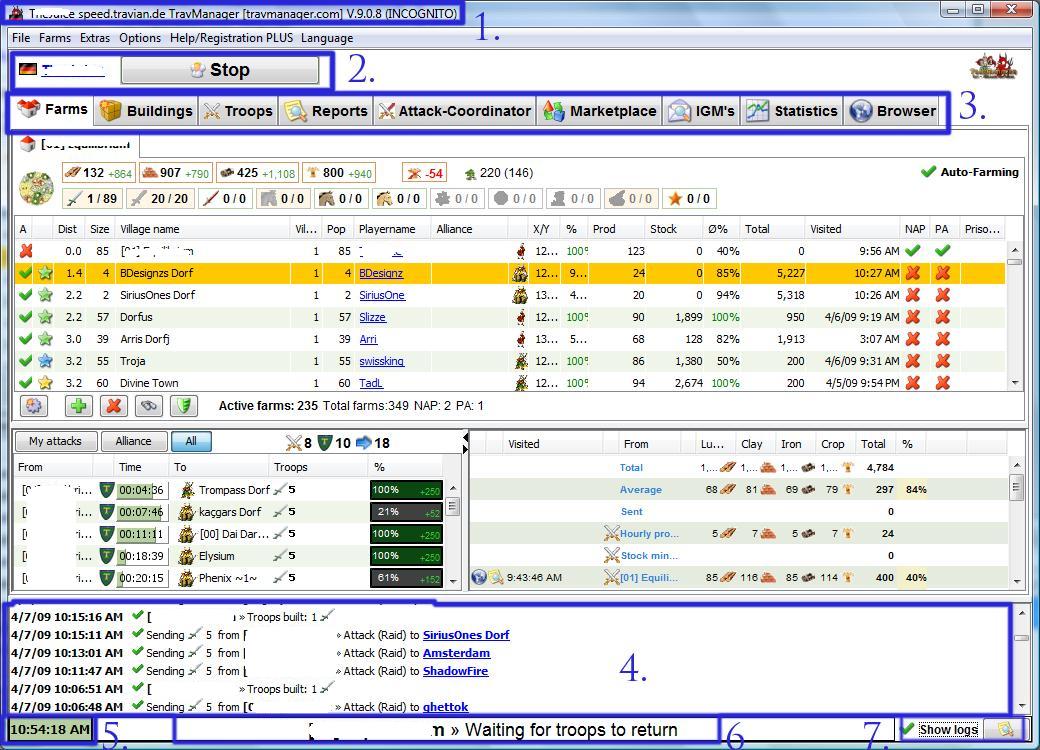 TheJuice speed.travian.de TravManager [travmanager.com] V.9.0.8 (INCOGNITO)
1.
File Farms Extras Options Help/Registration PLUS Language
Stop
2.
Farms Buildings Troops Reports Attack-Coordinator Marketplace IGM's Statistics Browser
3.
[01] Equilibrium
132 +864 907 +790 425 +1,108 800 +940 -54 220 (146) Auto-Farming
1 / 89 20 / 20 0 / 0 0 / 0 0 / 0 0 / 0 0 / 0 0 / 0 0 / 0 0 / 0 0 / 0
A Dist Size Village name Vil... Pop Playername Alliance X/Y % Prod Stock Ø% Total Visited NAP PA Priso...
0.0 85 1 85 12... 100% 123 0 40% 0 9:56 AM
1.4 4 BDesignzs Dorf 1 4 BDesignz 12... 9... 24 0 85% 5,227 10:27 AM
2.2 2 SiriusOnes Dorf 1 2 SiriusOne 13... 4... 20 0 94% 5,318 10:26 AM
2.2 57 Dorfus 1 57 Slizze 12... 100% 90 1,899 100% 950 4/6/09 9:19 AM
3.0 39 Arris Dorfj 1 39 Arri 13... 5... 68 128 82% 1,913 3:07 AM
3.2 55 Troja 1 55 swissking 12... 100% 86 1,380 50% 200 4/6/09 9:31 AM
3.2 60 Divine Town 1 60 TadL 12... 100% 94 2,674 100% 200 4/5/09 9:54 PM
Active farms: 235 Total farms:349 NAP: 2 PA: 1
My attacks Alliance All 8 10 18
From Time To Troops %
00:04:36 Trompass Dorf 5 100% +250
00:07:46 kaçgars Dorf 5 21% +52
00:11:11 [00] Dai Dar... 5 100% +250
00:18:39 Elysium 5 100% +250
00:20:15 Phenix ~1~ 5 61% +152
Visited From Lu... Clay Iron Crop Total %
Total 1,... 1,... 1,... 1,... 4,784
Average 68 81 69 79 297 84%
Sent 0
Hourly pro... 5 7 5 7 24
Stock min... 0
9:43:46 AM [01] Equili... 85 116 85 114 400 40%
4/7/09 10:15:16 AM [ » Troops built: 1
4/7/09 10:15:11 AM Sending 5 from [ » Attack (Raid) to SiriusOnes Dorf
4/7/09 10:13:01 AM Sending 5 from [ » Attack (Raid) to Amsterdam
4/7/09 10:11:47 AM Sending 5 from [ » Attack (Raid) to ShadowFire
4/7/09 10:06:51 AM [ » Troops built: 1
4/7/09 10:06:48 AM Sending 5 from [0 » Attack (Raid) to ghettok
4.
10:54:18 AM
5.
» Waiting for troops to return
6
7.
Show logs